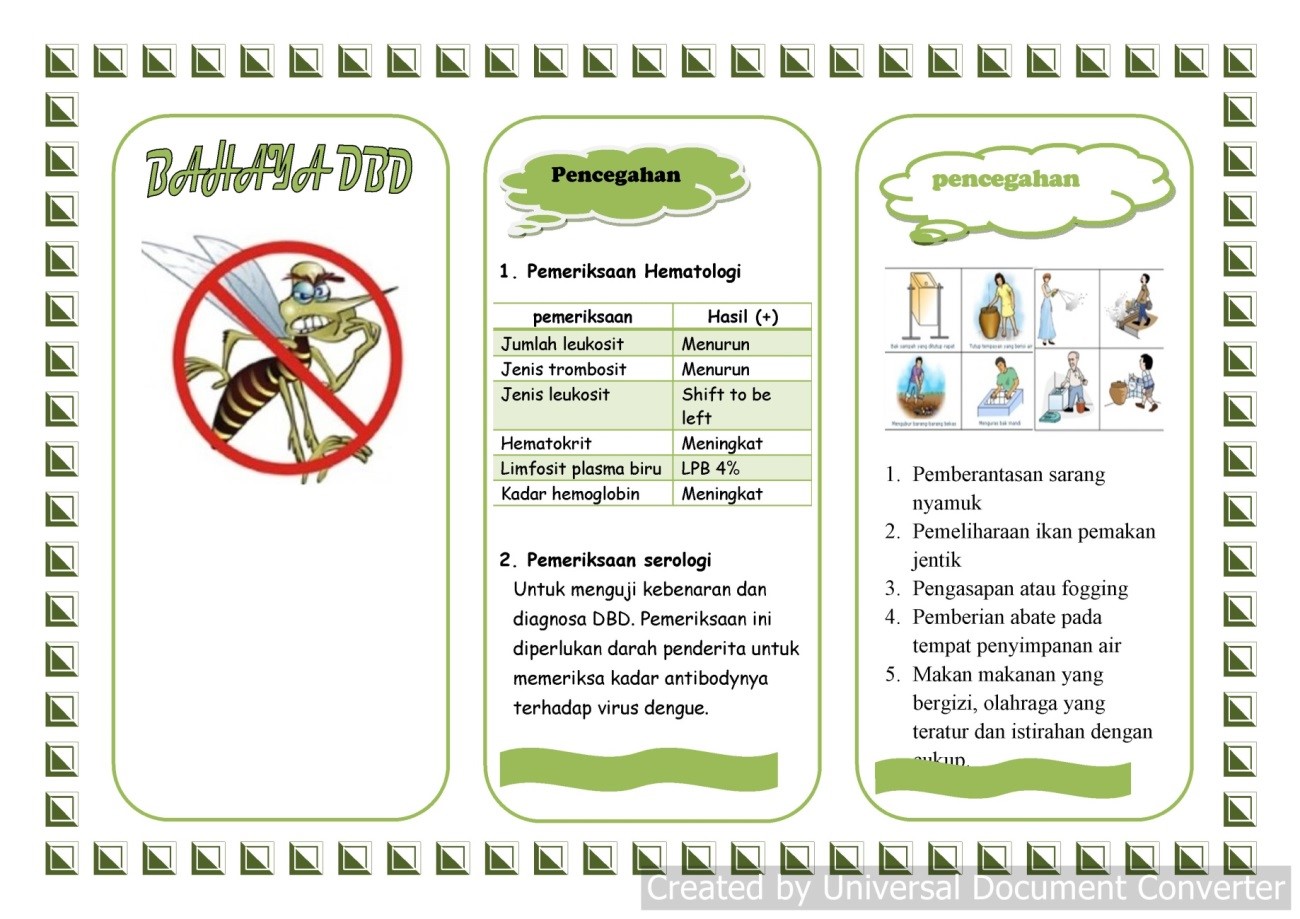 BAHAYA DBD
Pencegahan
1. Pemeriksaan Hematologi
pemeriksaan Hasil (+)
Jumlah leukosit Menurun
Jenis trombosit Menurun
Jenis leukosit Shift to be
left
Hematokrit Meningkat
Limfosit plasma biru LPB 4%
Kadar hemoglobin Meningkat
2. Pemeriksaan serologi
Untuk menguji kebenaran dan
diagnosa DBD. Pemeriksaan ini
diperlukan darah penderita untuk
memeriksa kadar antibodynya
terhadap virus dengue.
pencegahan
Bak sampah yang ditutup rapat
Tutup tempayan yang berisi air
Mengubur barang-barang bekas
Menguras bak mandi
1. Pemberantasan sarang
nyamuk
2. Pemeliharaan ikan pemakan
jentik
3. Pengasapan atau fogging
4. Pemberian abate pada
tempat penyimpanan air
5. Makan makanan yang
bergizi, olahraga yang
teratur dan istirahan dengan
cukup.
Created by Universal Document Converter